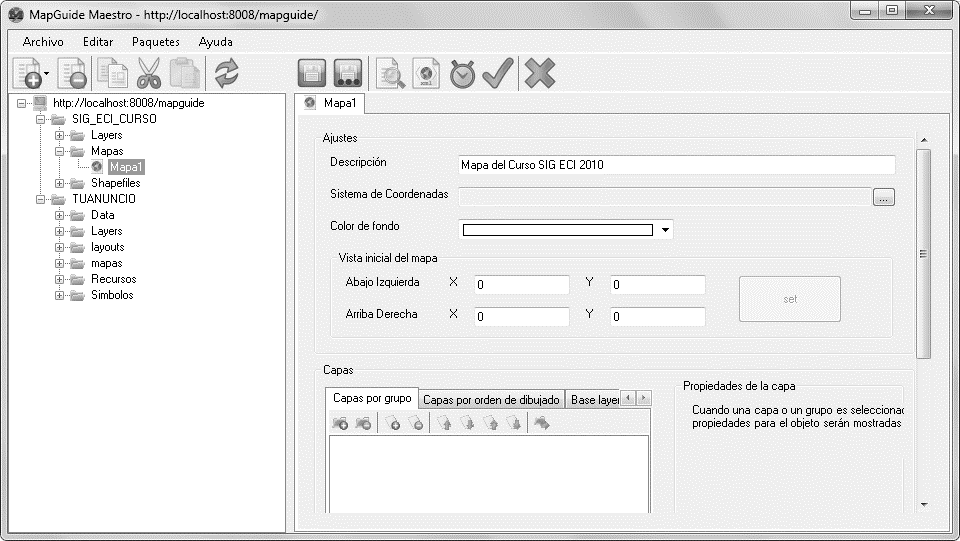 MapGuide Maestro - http://localhost:8008/mapguide/
Archivo Editar Paquetes Ayuda
http://localhost:8008/mapguide
SIG_ECI_CURSO
Layers
Mapas
Mapa1
Shapefiles
TUANUNCIO
Data
Layers
layouts
mapas
Recursos
Simbolos
Mapa1
Ajustes
Descripción Mapa del Curso SIG ECI 2010
Sistema de Coordenadas ...
Color de fondo
Vista inicial del mapa
Abajo Izquierda X 0 Y 0
Arriba Derecha X 0 Y 0
set
Capas
Capas por grupo Capas por orden de dibujado Base layer
Propiedades de la capa
Cuando una capa o un grupo es seleccionac
propiedades para el objeto serán mostradas